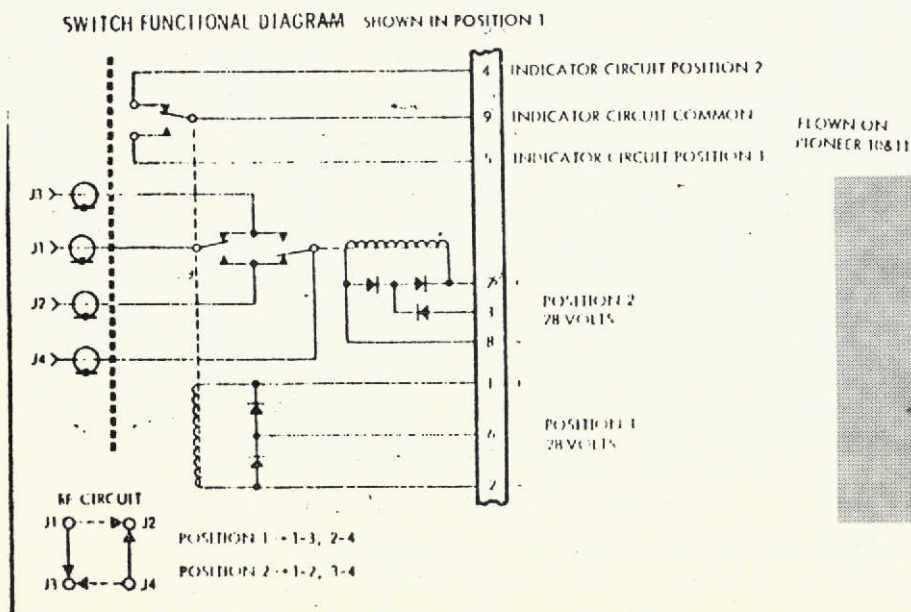 SWITCH FUNCTIONAL DIAGRAM SHOWN IN POSITION 1
4 INDICATOR CIRCUIT POSITION 2
9 INDICATOR CIRCUIT COMMON
5 INDICATOR CIRCUIT POSITION 1
FLOWN ON
PIONEER 10&11
J3
J1
J2
J4
7
3
8
POSITION 2
28 VOLTS
1
6
2
POSITION 1
28 VOLTS
RF CIRCUIT
J1 J2
J3 J4
POSITION 1 - 1-3, 2-4
POSITION 2 - 1-2, 3-4